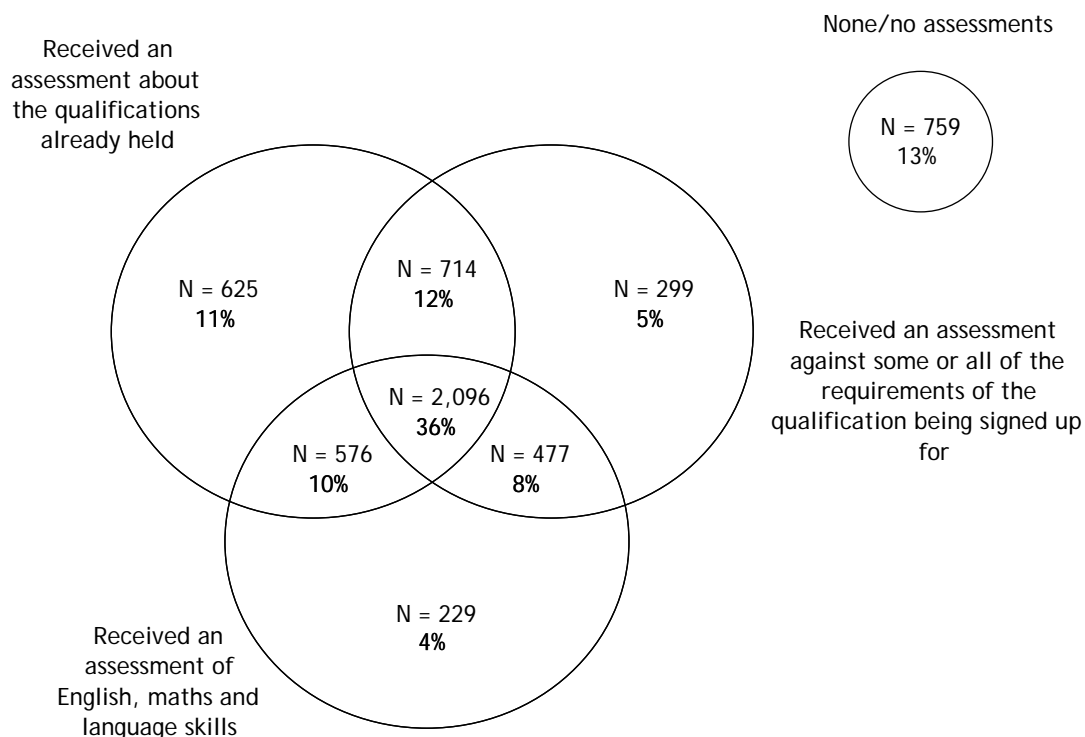 None/no assessments
Received an
assessment about
the qualifications
already held
N = 759
13%
N = 714
12%
N = 625
11%
N = 299
5%
Received an assessment
against some or all of the
requirements of the
qualification being signed up
for
N = 2,096
36%
N = 576
10%
N = 477
8%
N = 229
4%
Received an
assessment of
English, maths and
language skills